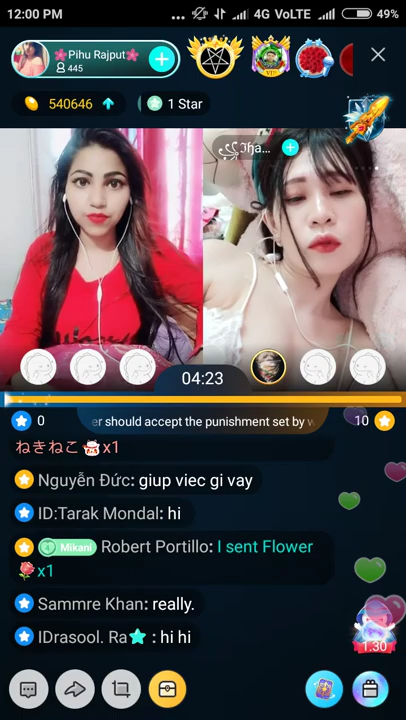 12:00 PM ... 4G VoLTE 49%
🌸Pihu Rajput🌸
445
VIP
540646 1 Star
꧁ঔৣIha…
04:23
0 er should accept the punishment set by w 10
ねきねこ x1
Nguyễn Đức: giup viec gi vay
ID:Tarak Mondal: hi
Mikani Robert Portillo: I sent Flower
🌹x1
Sammre Khan: really.
IDrasool. Ra⭐ : hi hi
1.30